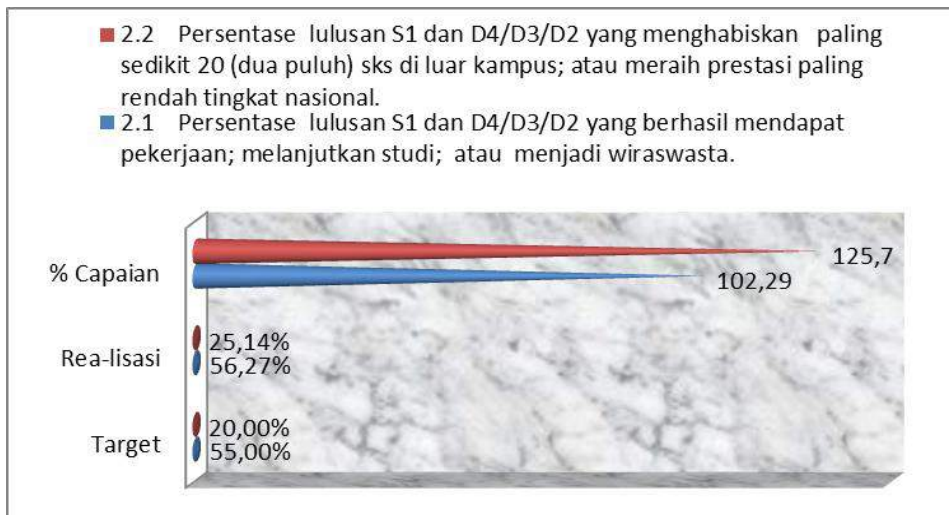 2.2 Persentase lulusan S1 dan D4/D3/D2 yang menghabiskan paling
sedikit 20 (dua puluh) sks di luar kampus; atau meraih prestasi paling
rendah tingkat nasional.
2.1 Persentase lulusan S1 dan D4/D3/D2 yang berhasil mendapat
pekerjaan; melanjutkan studi; atau menjadi wiraswasta.
% Capaian
125,7
102,29
Rea-lisasi
25,14%
56,27%
Target
20,00%
55,00%